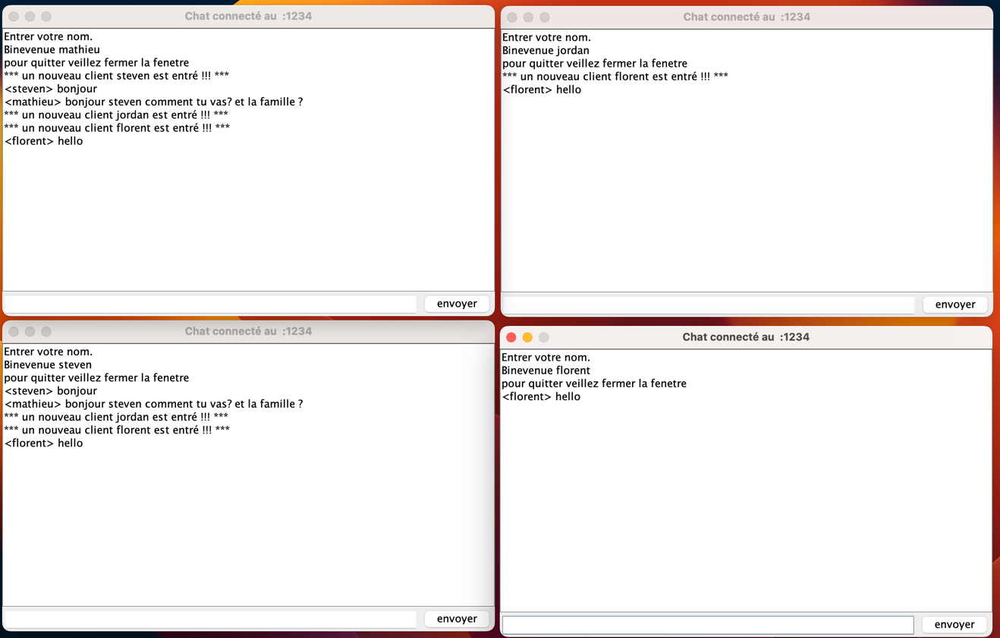 Chat connecté au  :1234
Entrer votre nom.
Binevenue mathieu
pour quitter veillez fermer la fenetre
*** un nouveau client steven est entré !!! ***
<steven> bonjour
<mathieu> bonjour steven comment tu vas? et la famille ?
*** un nouveau client jordan est entré !!! ***
*** un nouveau client florent est entré !!! ***
<florent> hello
envoyer
Chat connecté au  :1234
Entrer votre nom.
Binevenue jordan
pour quitter veillez fermer la fenetre
*** un nouveau client florent est entré !!! ***
<florent> hello
envoyer
Chat connecté au  :1234
Entrer votre nom.
Binevenue steven
pour quitter veillez fermer la fenetre
<steven> bonjour
<mathieu> bonjour steven comment tu vas? et la famille ?
*** un nouveau client jordan est entré !!! ***
*** un nouveau client florent est entré !!! ***
<florent> hello
envoyer
Chat connecté au  :1234
Entrer votre nom.
Binevenue florent
pour quitter veillez fermer la fenetre
<florent> hello
envoyer